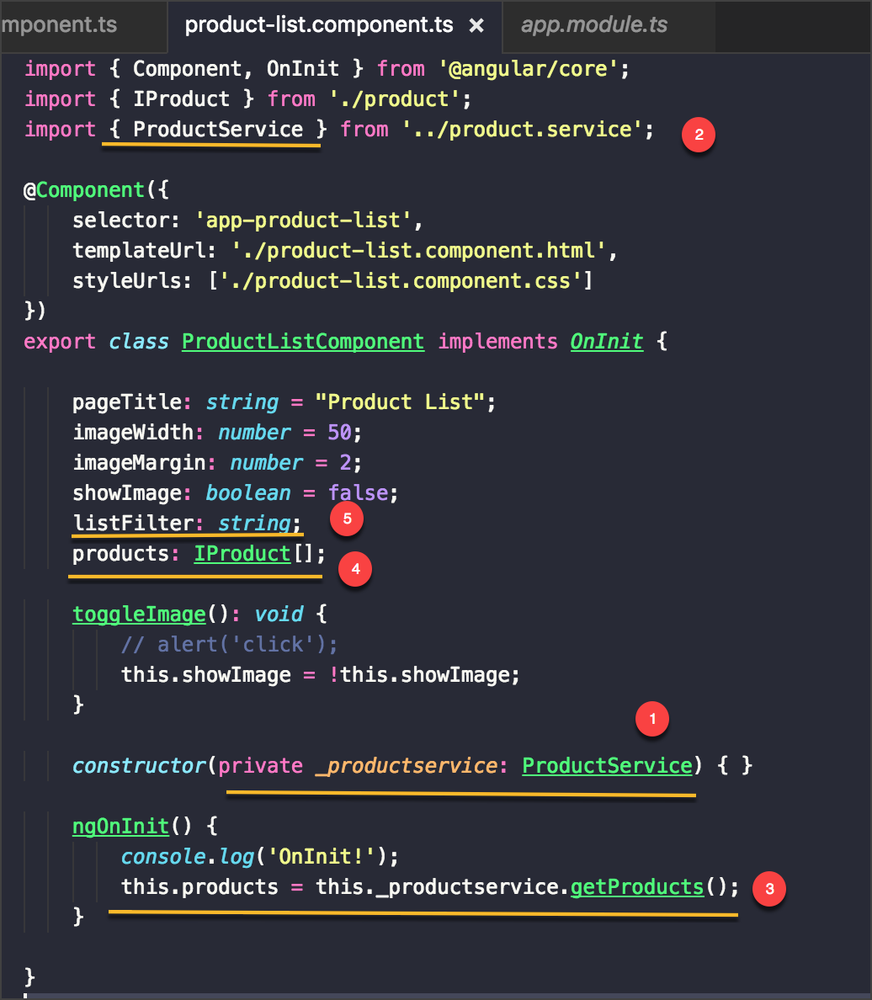 mponent.ts product-list.component.ts × app.module.ts
import { Component, OnInit } from '@angular/core';
import { IProduct } from './product';
import { ProductService } from '../product.service'; 2
@Component({
selector: 'app-product-list',
templateUrl: './product-list.component.html',
styleUrls: ['./product-list.component.css']
})
export class ProductListComponent implements OnInit {
pageTitle: string = "Product List";
imageWidth: number = 50;
imageMargin: number = 2;
showImage: boolean = false;
listFilter: string; 5
products: IProduct[]; 4
toggleImage(): void {
// alert('click');
this.showImage = !this.showImage;
}
1
constructor(private _productservice: ProductService) { }
ngOnInit() {
console.log('OnInit!');
this.products = this._productservice.getProducts(); 3
}
}